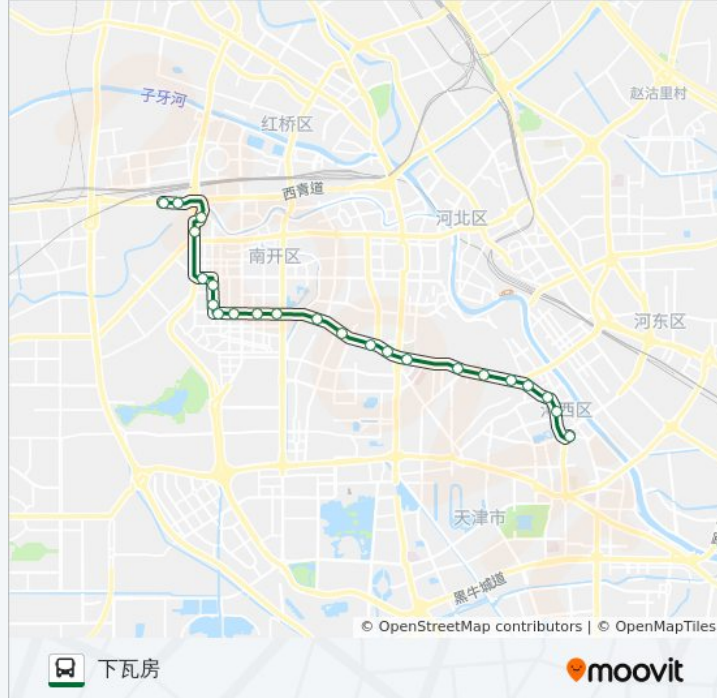 子牙河
红桥区
赵沽里村
西青道
河北区
南开区
河东区
西区
天津市
黑牛城道
© OpenStreetMap contributors | © OpenMapTiles
下瓦房
moovit